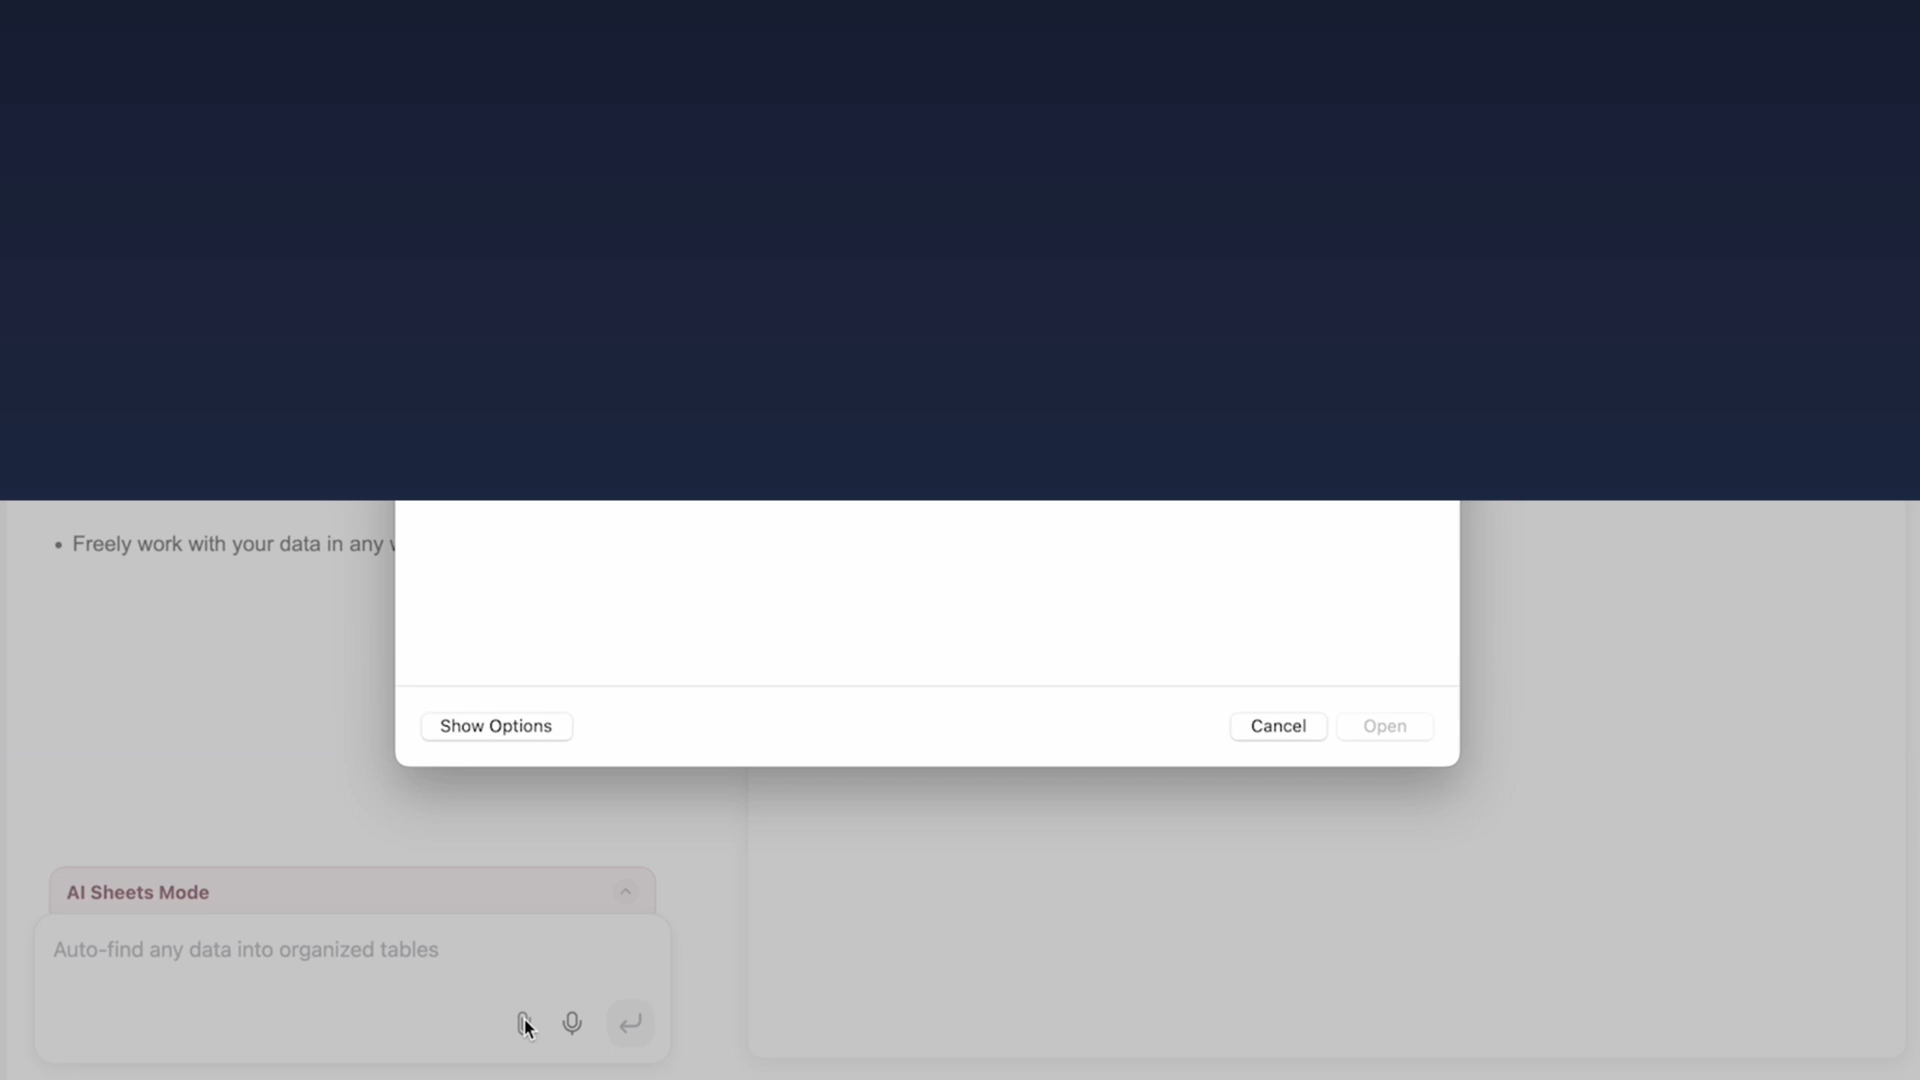 • Freely work with your data in any
Show Options
Cancel
Open
AI Sheets Mode
Auto-find any data into organized tables